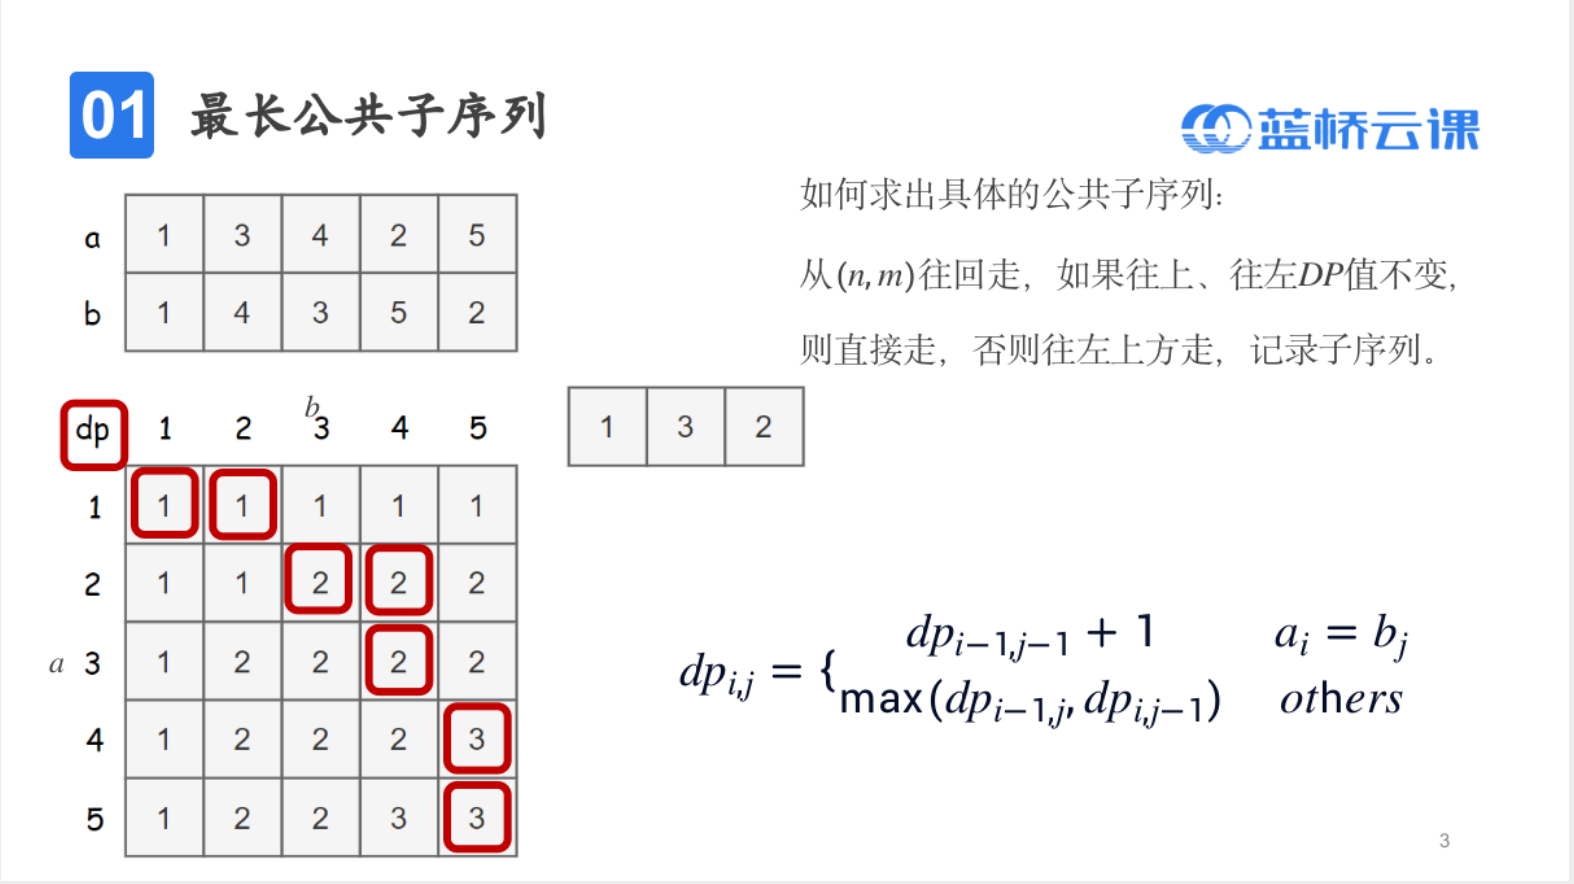 01 最长公共子序列
蓝桥云课
a 1 3 4 2 5
b 1 4 3 5 2
如何求出具体的公共子序列:
从(n, m)往回走，如果往上、往左DP值不变,
则直接走，否则往左上方走，记录子序列。
b
dp 1 2 3 4 5
1 1 1 1 1 1
2 1 1 2 2 2
a 3 1 2 2 2 2
4 1 2 2 2 3
5 1 2 2 3 3
1 3 2
dp_{i-1,j-1} + 1 a_i = b_j
dp_{i,j} = {
max(dp_{i-1,j}, dp_{i,j-1}) others
3